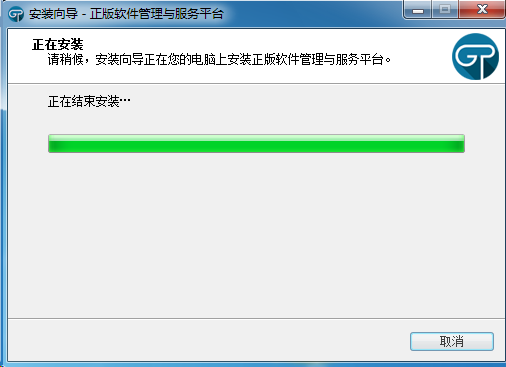 安装向导 - 正版软件管理与服务平台
正在安装
请稍候，安装向导正在您的电脑上安装正版软件管理与服务平台。
GP
正在结束安装…
取消